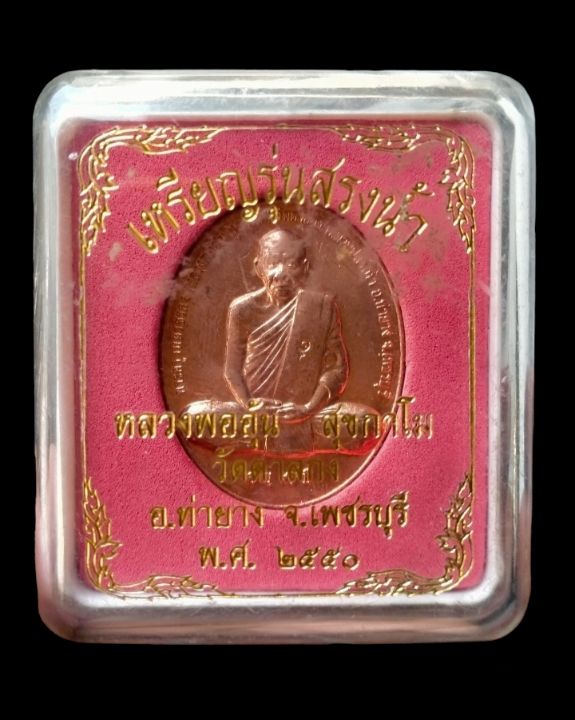 เหรียญรุ่นสรงน้ำ
หลวงพ่ออุ้น สุขกาโม
วัดตาลกง
อ.ท่ายาง จ.เพชรบุรี
พ.ศ. ๒๕๕๐